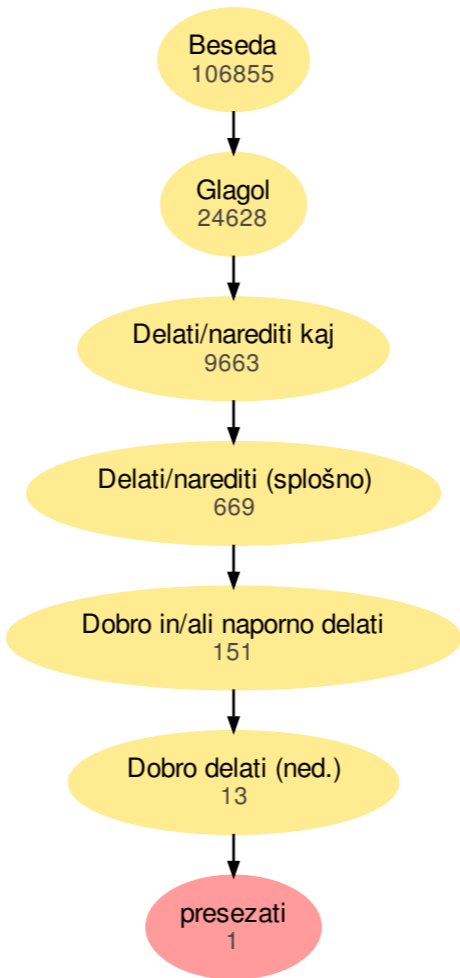 Beseda
106855
Glagol
24628
Delati/narediti kaj
9663
Delati/narediti (splošno)
669
Dobro in/ali naporno delati
151
Dobro delati (ned.)
13
presezati
1